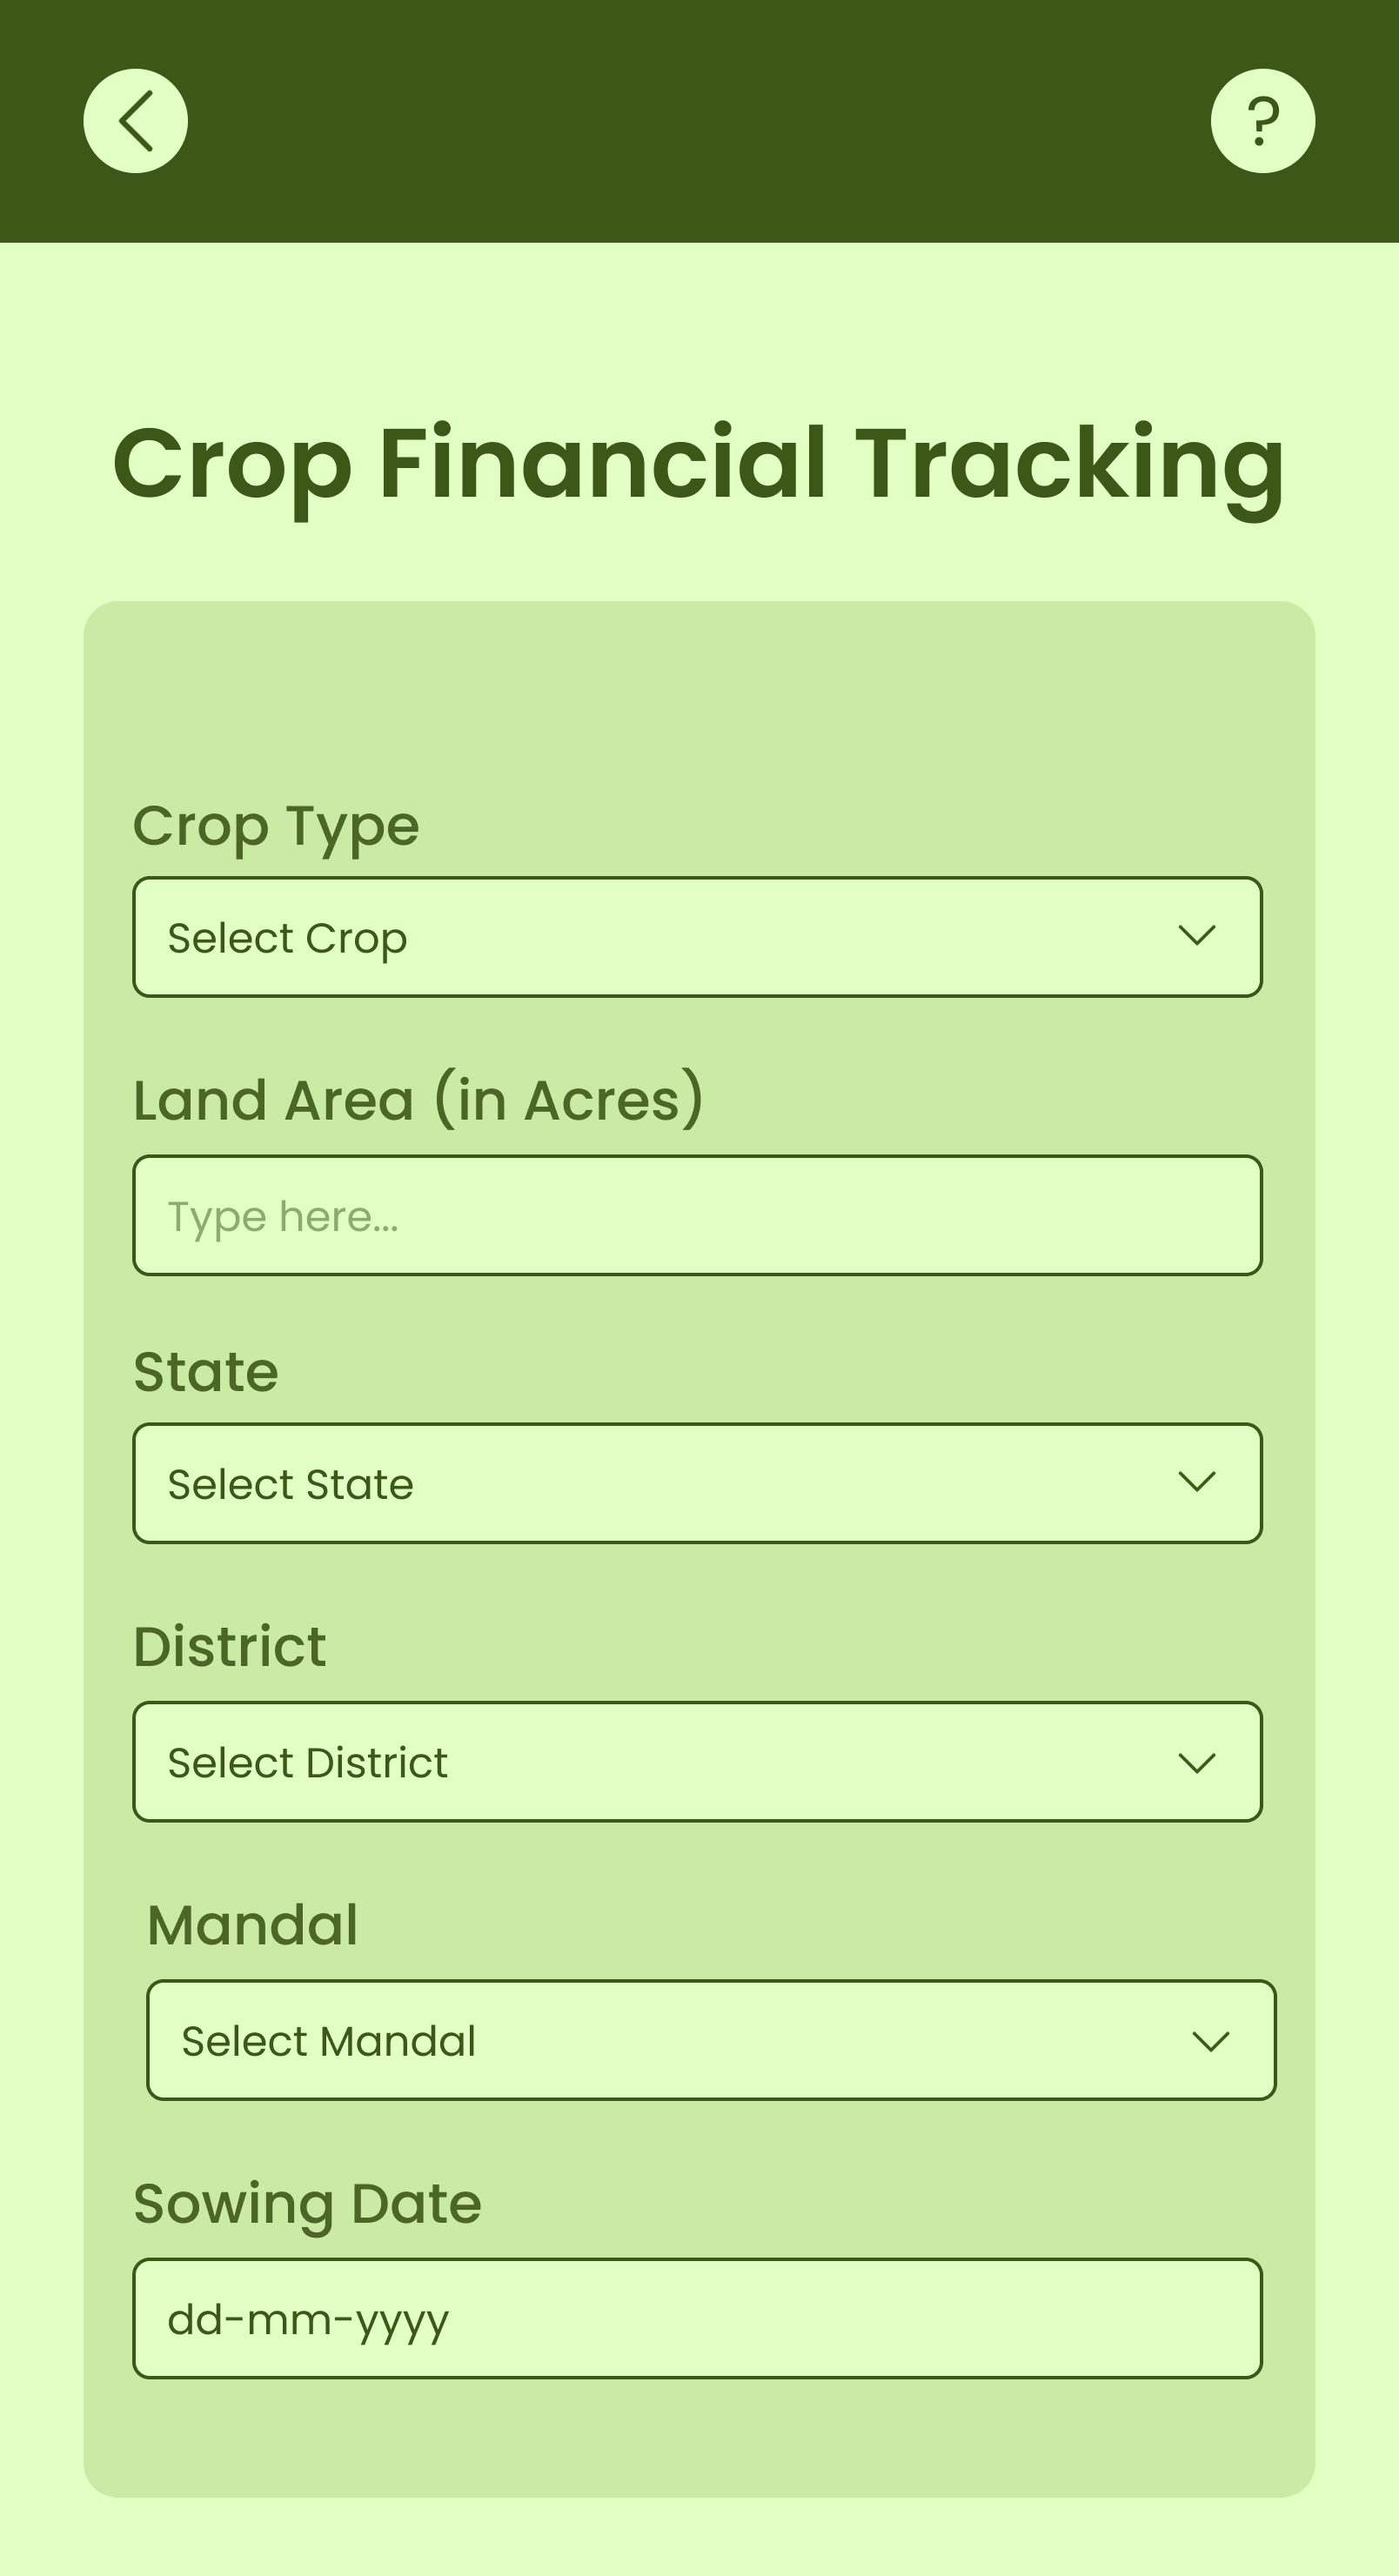 ?
Crop Financial Tracking
Crop Type
Select Crop
Land Area (in Acres)
Type here...
State
Select State
District
Select District
Mandal
Select Mandal
Sowing Date
dd-mm-yyyy